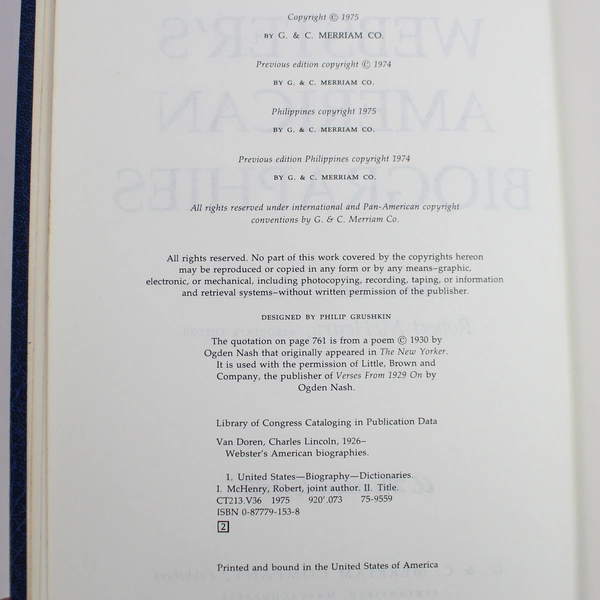 Copyright © 1975
BY G. & C. MERRIAM CO.
Previous edition copyright © 1974
BY G. & C. MERRIAM CO.
Philippines copyright 1975
BY G. & C. MERRIAM CO.
Previous edition Philippines copyright 1974
BY G. & C. MERRIAM CO.
All rights reserved under international and Pan-American copyright
conventions by G. & C. Merriam Co.
All rights reserved. No part of this work covered by the copyrights hereon
may be reproduced or copied in any form or by any means–graphic,
electronic, or mechanical, including photocopying, recording, taping, or information
and retrieval systems–without written permission of the publisher.
DESIGNED BY PHILIP GRUSHKIN
The quotation on page 761 is from a poem © 1930 by
Ogden Nash that originally appeared in The New Yorker.
It is used with the permission of Little, Brown and
Company, the publisher of Verses From 1929 On by
Ogden Nash.
Library of Congress Cataloging in Publication Data
Van Doren, Charles Lincoln, 1926–
Webster's American biographies.
1. United States—Biography—Dictionaries.
I. McHenry, Robert, joint author. II. Title.
CT213.V36 1975 920'.073 75-9559
ISBN 0-87779-153-8
2
Printed and bound in the United States of America
WEBSTER'S
AMERICAN
BIOGRAPHIES